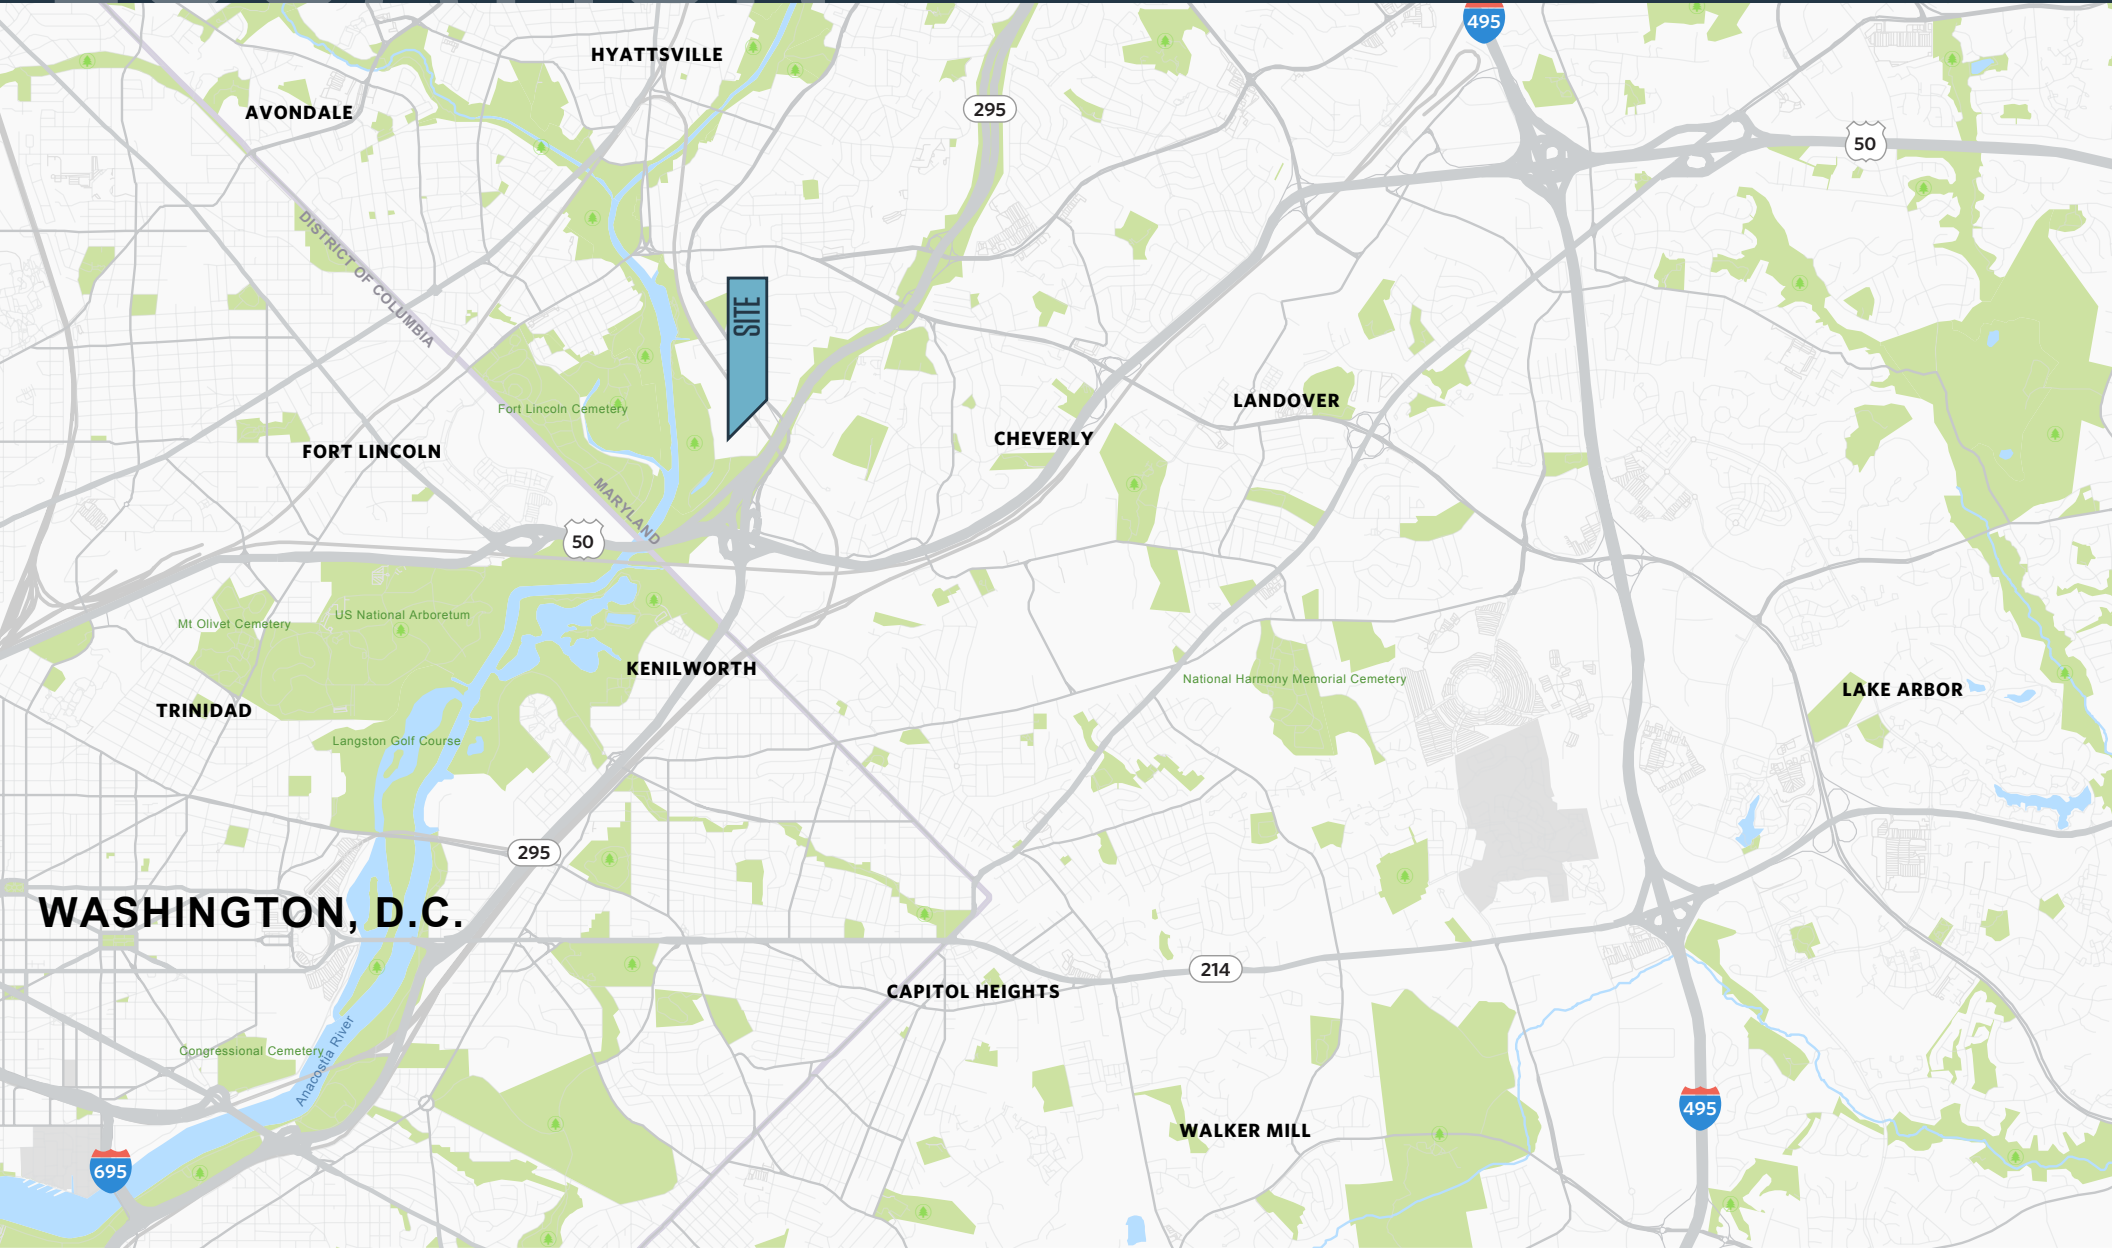 495
HYATTSVILLE
AVONDALE
295
50
DISTRICT OF COLUMBIA
SITE
LANDOVER
Fort Lincoln Cemetery
CHEVERLY
FORT LINCOLN
MARYLAND
50
US National Arboretum
Mt Olivet Cemetery
KENILWORTH
National Harmony Memorial Cemetery
LAKE ARBOR
TRINIDAD
Langston Golf Course
295
WASHINGTON, D.C.
214
CAPITOL HEIGHTS
Congressional Cemetery
Anacostia River
495
WALKER MILL
695